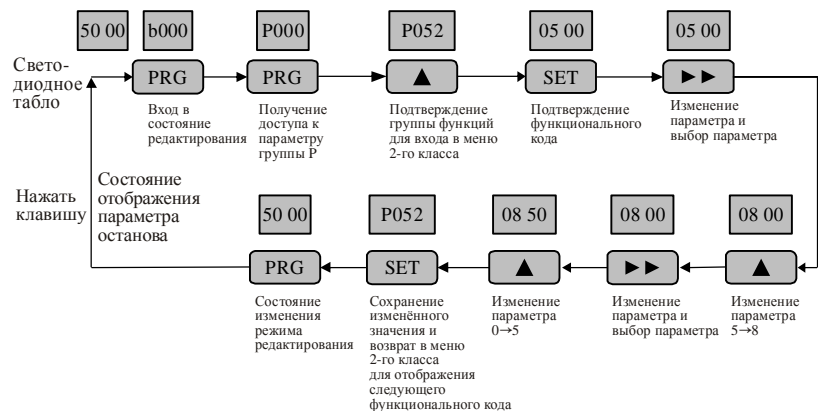 50 00 b000 P000 P052 05 00 05 00
Свето-
диодное
табло
PRG PRG ▲ SET ►►
Вход в
состояние
редактирования
Получение
доступа к
параметру
группы P
Подтверждение
группы функций
для входа в меню
2-го класса
Подтверждение
функционального
кода
Изменение
параметра и
выбор параметра
Нажать
клавишу
Состояние
отображения
параметра
останова
50 00 P052 08 50 08 00 08 00
PRG SET ▲ ►► ▲
Состояние
изменения
режима
редактирования
Сохранение
изменённого
значения и
возврат в меню
2-го класса
для отображения
следующего
функционального кода
Изменение
параметра
0→5
Изменение
параметра и
выбор параметра
Изменение
параметра
5→8